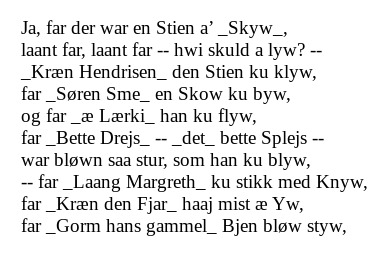 Ja, far der war en Stien a’ _Skyw_,
laant far, laant far -- hwi skuld a lyw? --
_Kræn Hendrisen_ den Stien ku klyw,
far _Søren Sme_ en Skow ku byw,
og far _æ Lærki_ han ku flyw,
far _Bette Drejs_ -- _det_ bette Splejs --
war bløwn saa stur, som han ku blyw,
-- far _Laang Margreth_ ku stikk med Knyw,
far _Kræn den Fjar_ haaj mist æ Yw,
far _Gorm hans gammel_ Bjen bløw styw,